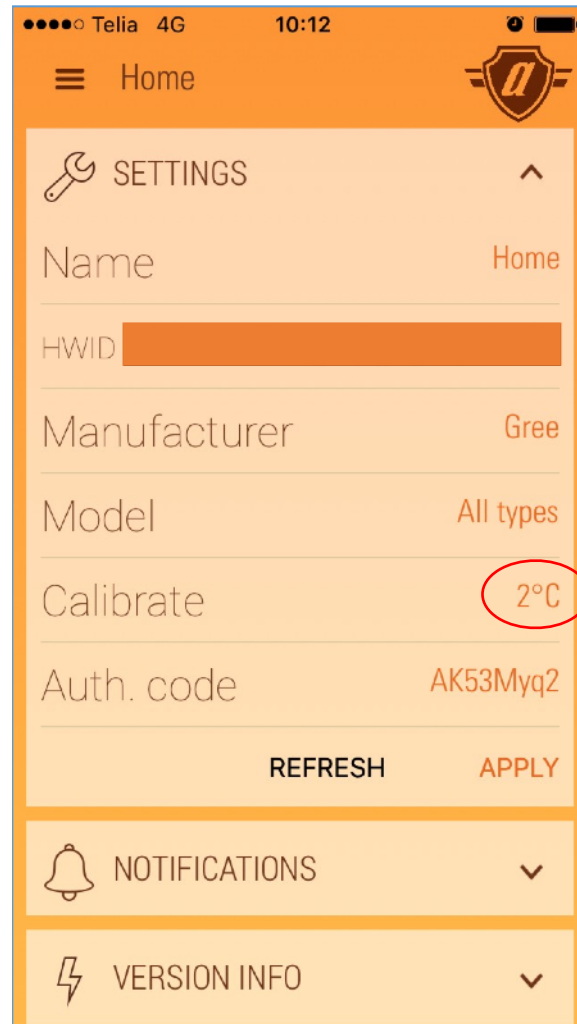 Telia 4G 10:12
Home
a
SETTINGS
Name Home
HWID
Manufacturer Gree
Model All types
Calibrate 2°C
Auth. code AK53Myq2
REFRESH APPLY
NOTIFICATIONS
VERSION INFO